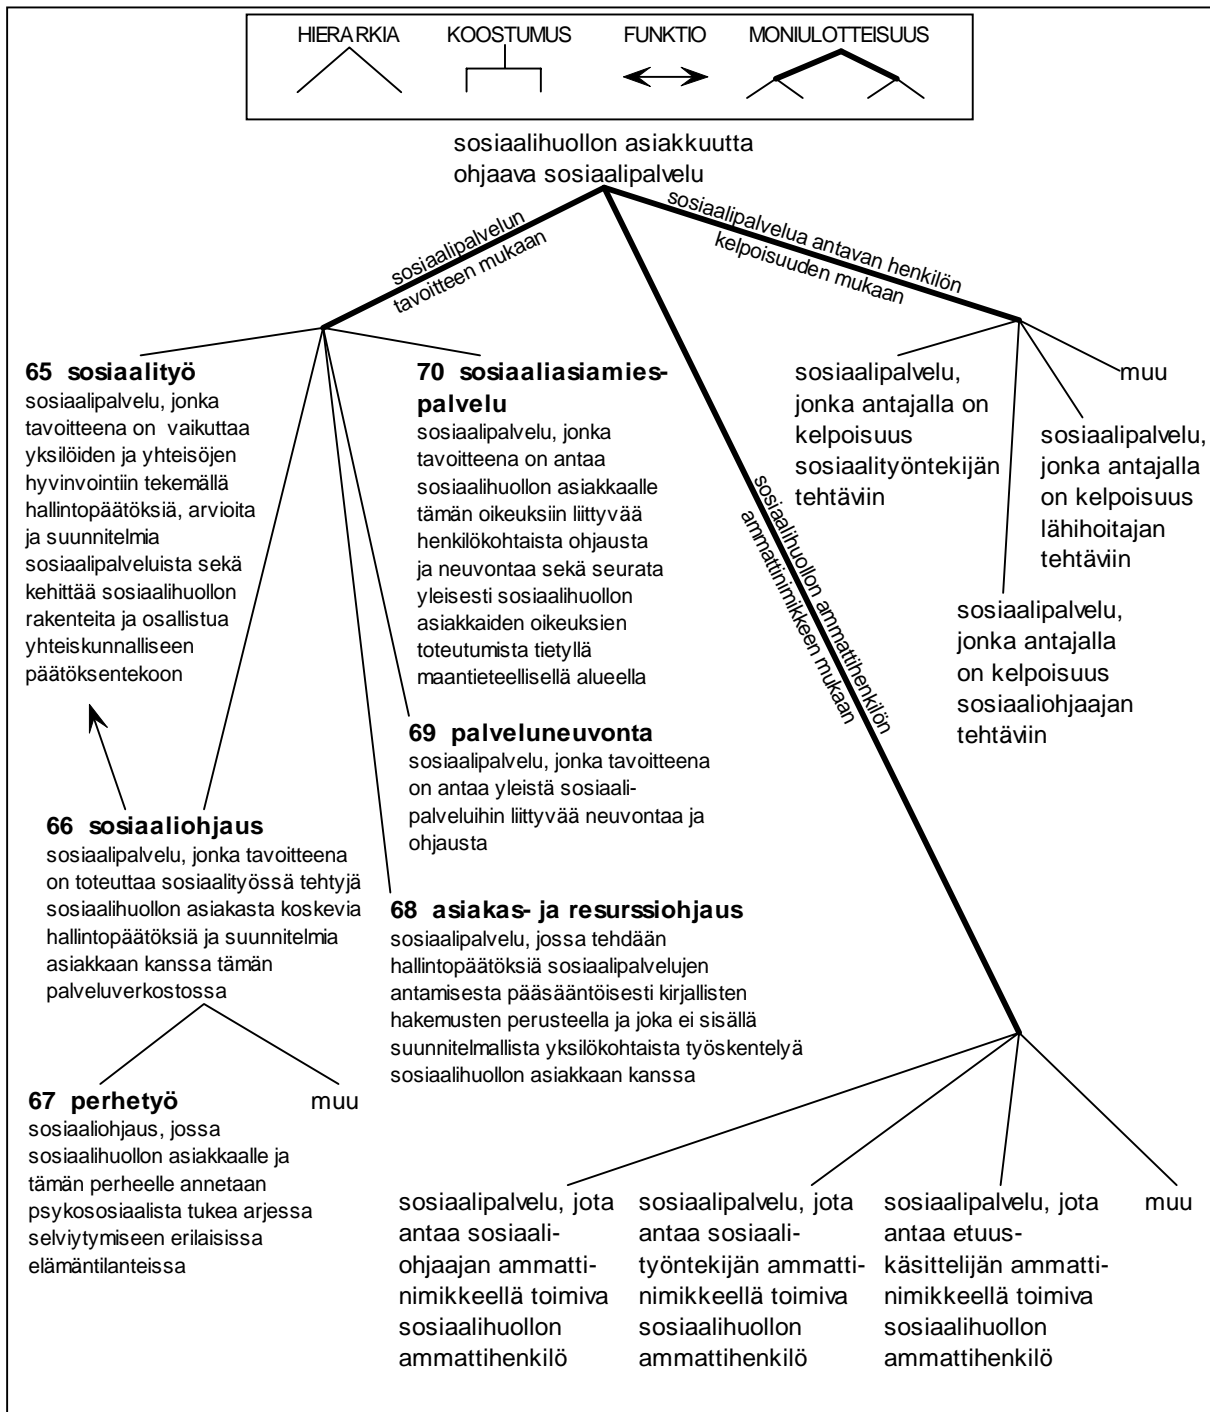 HIERARKIA KOOSTUMUS FUNKTIO MONIULOTTEISUUS
sosiaalihuollon asiakkuutta
ohjaava sosiaalipalvelu
sosiaalipalvelun
tavoitteen mukaan
sosiaalipalvelua antavan henkilön
kelpoisuuden mukaan
sosiaalihuollon ammattihenkilön
ammattinimikkeen mukaan
65 sosiaalityö
sosiaalipalvelu, jonka
tavoitteena on vaikuttaa
yksilöiden ja yhteisöjen
hyvinvointiin tekemällä
hallintopäätöksiä, arvioita
ja suunnitelmia
sosiaalipalveluista sekä
kehittää sosiaalihuollon
rakenteita ja osallistua
yhteiskunnalliseen
päätöksentekoon
70 sosiaaliasiamies-
palvelu
sosiaalipalvelu, jonka
tavoitteena on antaa
sosiaalihuollon asiakkaalle
tämän oikeuksiin liittyvää
henkilökohtaista ohjausta
ja neuvontaa sekä seurata
yleisesti sosiaalihuollon
asiakkaiden oikeuksien
toteutumista tietyllä
maantieteellisellä alueella
sosiaalipalvelu,
jonka antajalla on
kelpoisuus
sosiaalityöntekijän
tehtäviin
muu
sosiaalipalvelu,
jonka antajalla
on kelpoisuus
lähihoitajan
tehtäviin
sosiaalipalvelu,
jonka antajalla
on kelpoisuus
sosiaaliohjaajan
tehtäviin
69 palveluneuvonta
sosiaalipalvelu, jonka tavoitteena
on antaa yleistä sosiaali-
palveluihin liittyvää neuvontaa ja
ohjausta
66 sosiaaliohjaus
sosiaalipalvelu, jonka tavoitteena
on toteuttaa sosiaalityössä tehtyjä
sosiaalihuollon asiakasta koskevia
hallintopäätöksiä ja suunnitelmia
asiakkaan kanssa tämän
palveluverkostossa
68 asiakas- ja resurssiohjaus
sosiaalipalvelu, jossa tehdään
hallintopäätöksiä sosiaalipalvelujen
antamisesta pääsääntöisesti kirjallisten
hakemusten perusteella ja joka ei sisällä
suunnitelmallista yksilökohtaista työskentelyä
sosiaalihuollon asiakkaan kanssa
67 perhetyö
sosiaaliohjaus, jossa
sosiaalihuollon asiakkaalle ja
tämän perheelle annetaan
psykososiaalista tukea arjessa
selviytymiseen erilaisissa
elämäntilanteissa
muu
sosiaalipalvelu, jota
antaa sosiaali-
ohjaajan ammatti-
nimikkeellä toimiva
sosiaalihuollon
ammattihenkilö
sosiaalipalvelu, jota
antaa sosiaali-
työntekijän ammatti-
nimikkeellä toimiva
sosiaalihuollon
ammattihenkilö
sosiaalipalvelu, jota
antaa etuus-
käsittelijän ammatti-
nimikkeellä toimiva
sosiaalihuollon
ammattihenkilö
muu